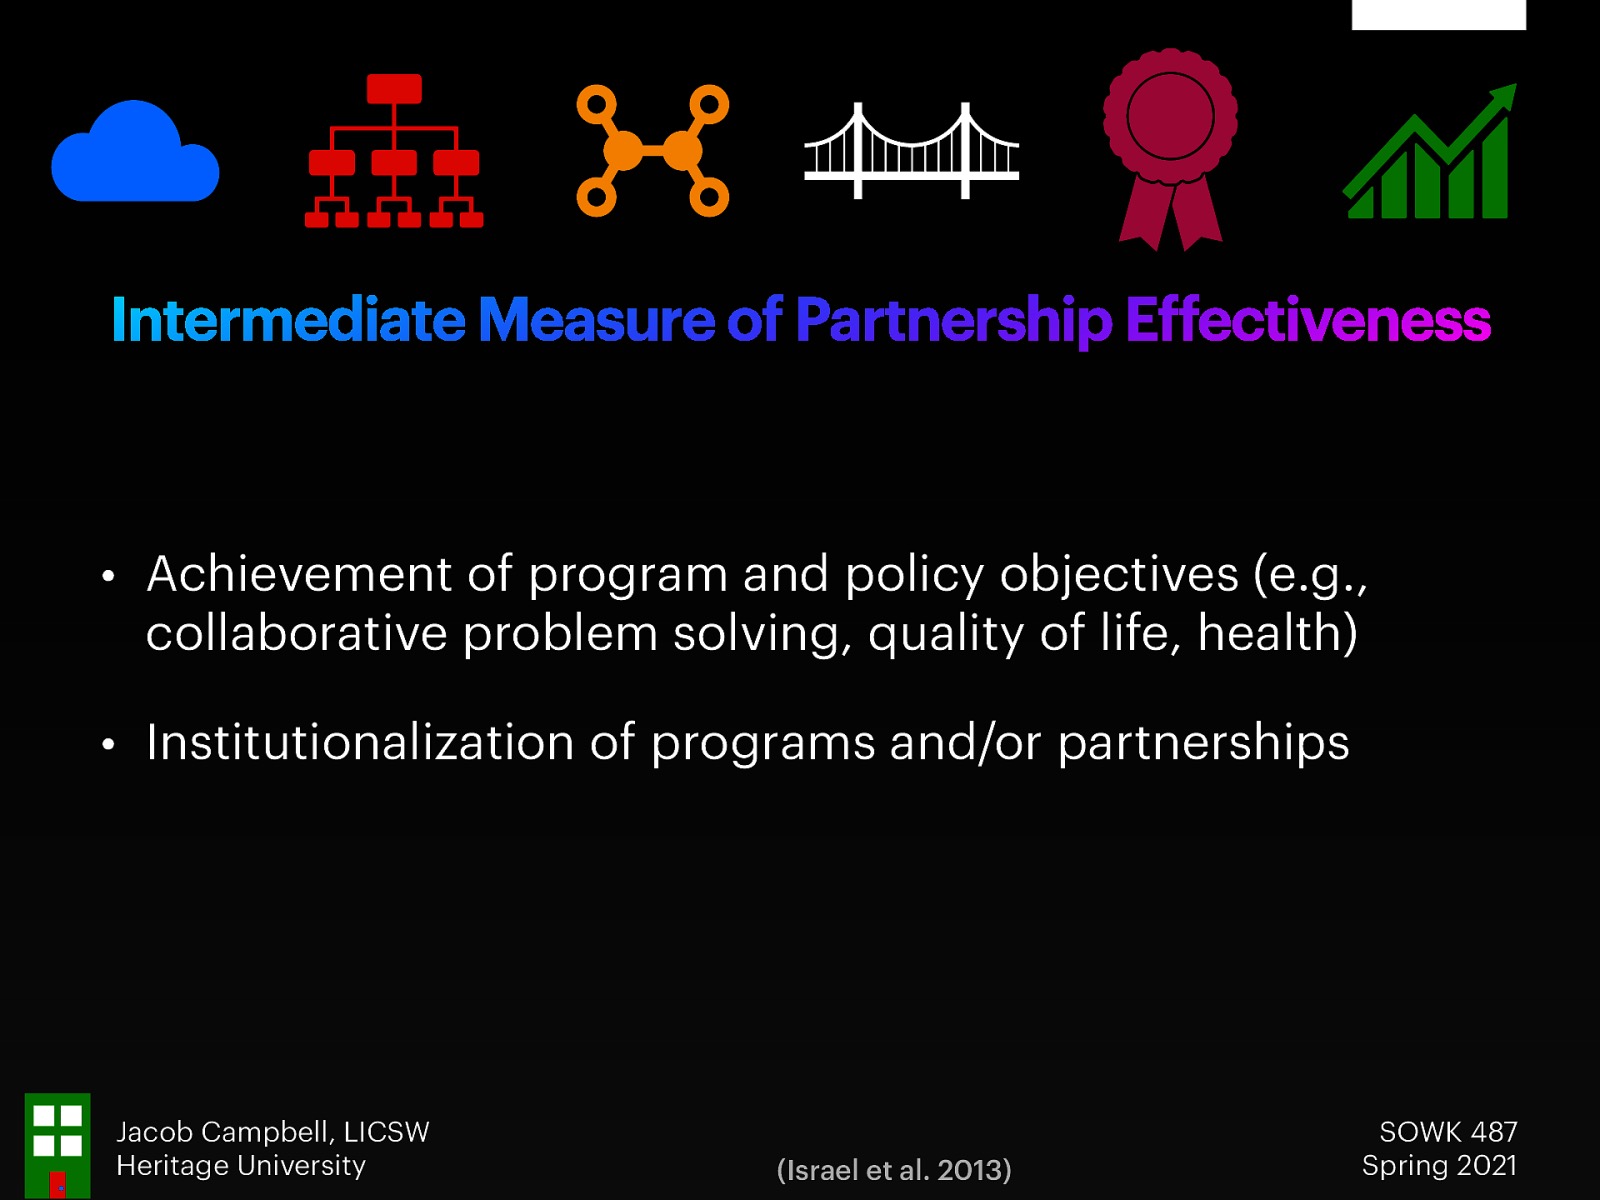 Intermediate Measure of Partnership Effectiveness
• Achievement of program and policy objectives (e.g.,
collaborative problem solving, quality of life, health)
• Institutionalization of programs and/or partnerships
Jacob Campbell, LICSW
Heritage University
(Israel et al. 2013)
SOWK 487
Spring 2021